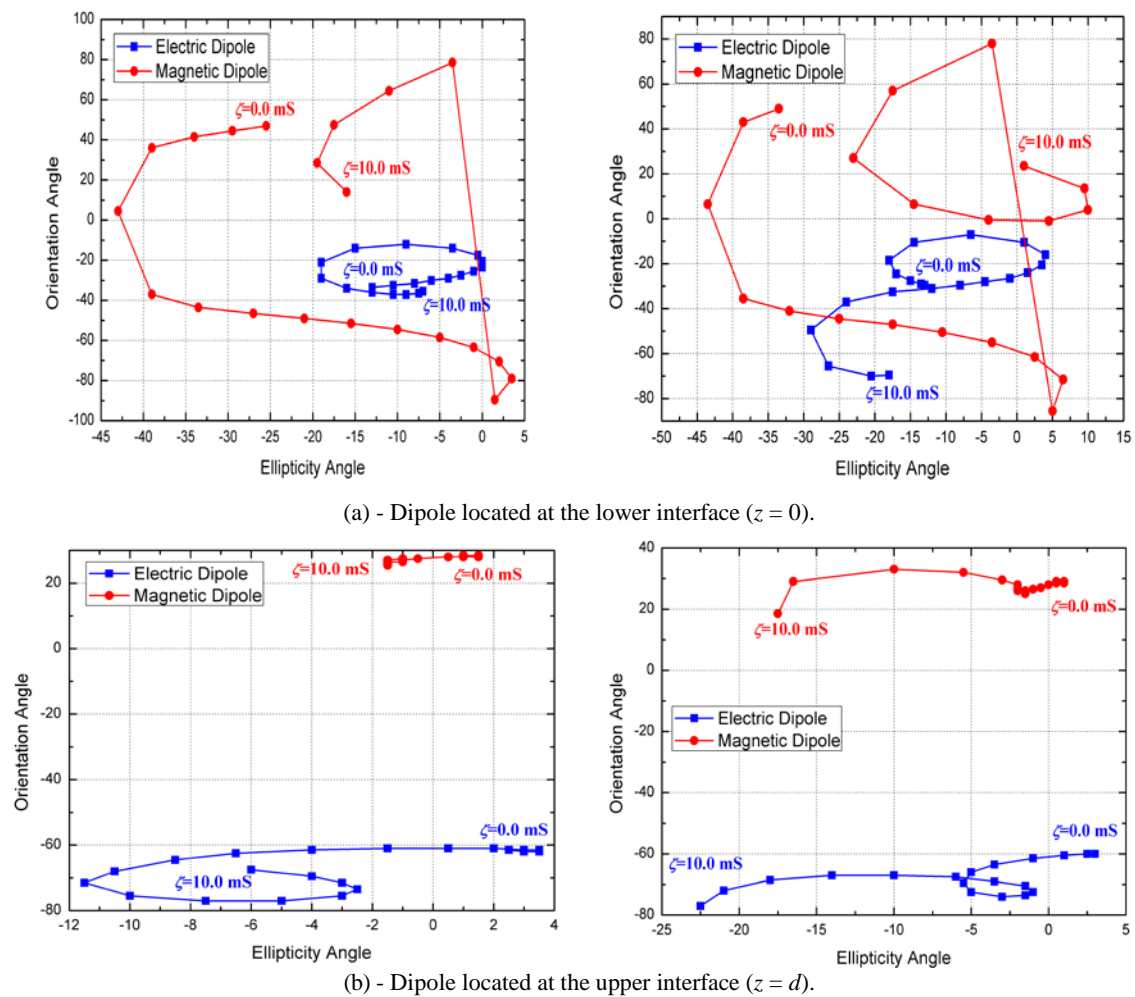 Electric Dipole
Magnetic Dipole
ζ=0.0 mS
ζ=10.0 mS
ζ=0.0 mS
ζ=10.0 mS
Orientation Angle
100
80
60
40
20
0
-20
-40
-60
-80
-100
-45 -40 -35 -30 -25 -20 -15 -10 -5 0 5
Ellipticity Angle
Electric Dipole
Magnetic Dipole
ζ=0.0 mS
ζ=10.0 mS
ζ=0.0 mS
ζ=10.0 mS
Orientation Angle
80
60
40
20
0
-20
-40
-60
-80
-50 -45 -40 -35 -30 -25 -20 -15 -10 -5 0 5 10 15
Ellipticity Angle
(a) - Dipole located at the lower interface (z = 0).
Electric Dipole
Magnetic Dipole
ζ=10.0 mS
ζ=0.0 mS
ζ=0.0 mS
ζ=10.0 mS
Orientation Angle
20
0
-20
-40
-60
-80
-12 -10 -8 -6 -4 -2 0 2 4
Ellipticity Angle
ζ=10.0 mS
ζ=0.0 mS
Electric Dipole
Magnetic Dipole
ζ=0.0 mS
ζ=10.0 mS
Orientation Angle
40
20
0
-20
-40
-60
-80
-25 -20 -15 -10 -5 0 5
Ellipticity Angle
(b) - Dipole located at the upper interface (z = d).